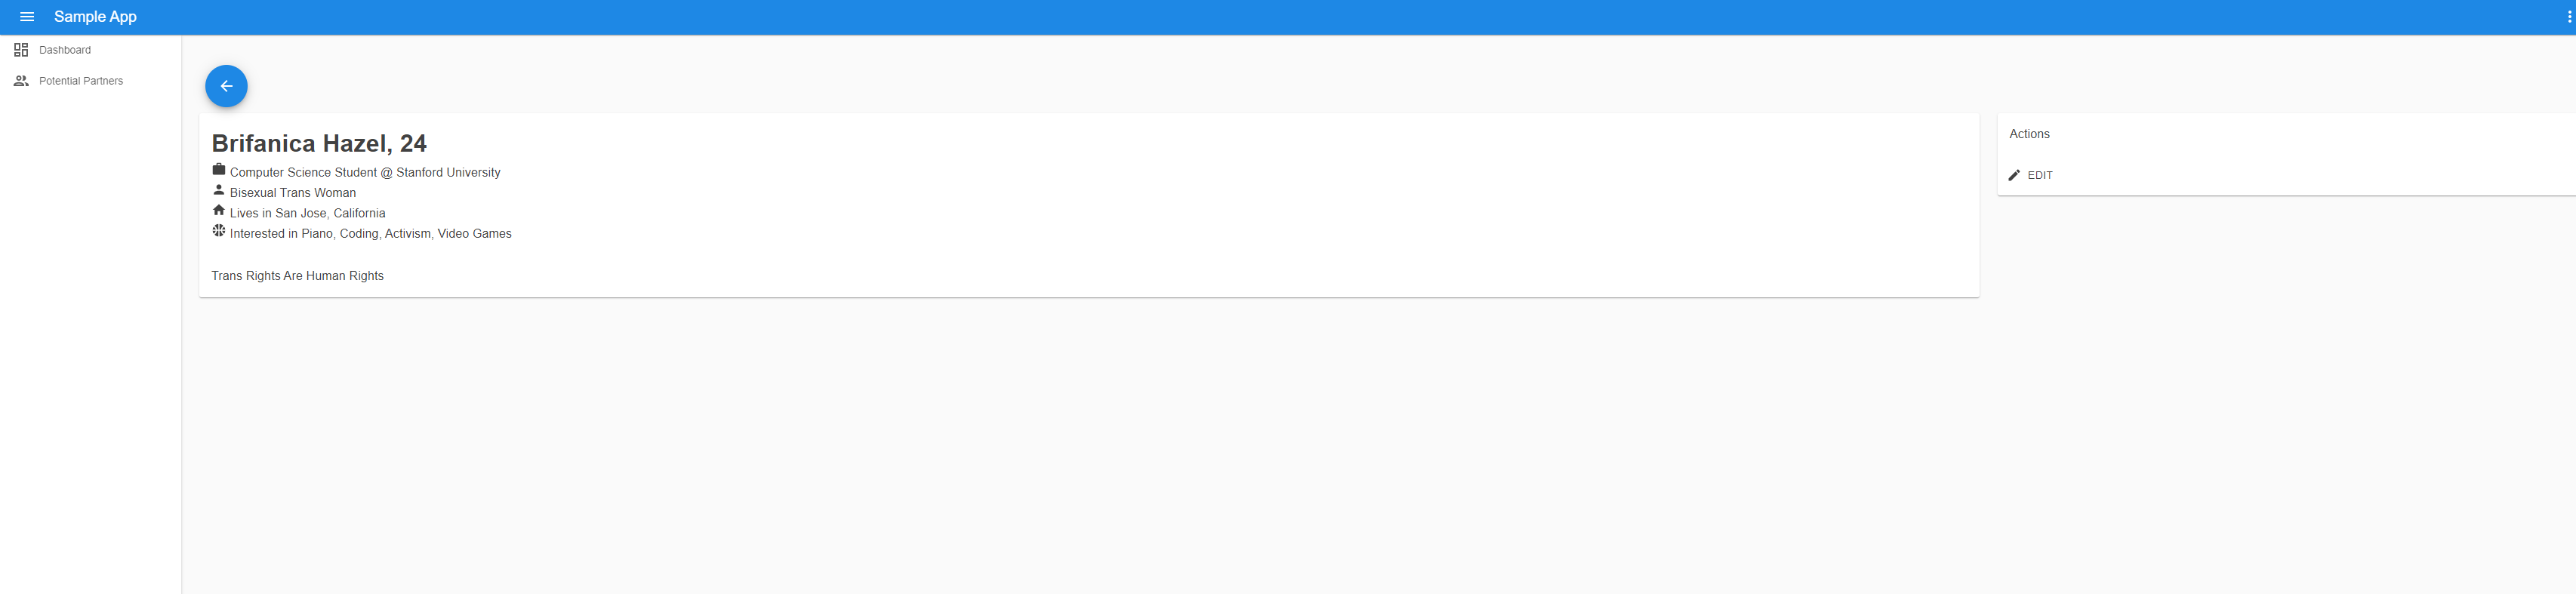 Sample App
Dashboard
Potential Partners
Brifanica Hazel, 24
Computer Science Student @ Stanford University
Bisexual Trans Woman
Lives in San Jose, California
Interested in Piano, Coding, Activism, Video Games
Trans Rights Are Human Rights
Actions
EDIT